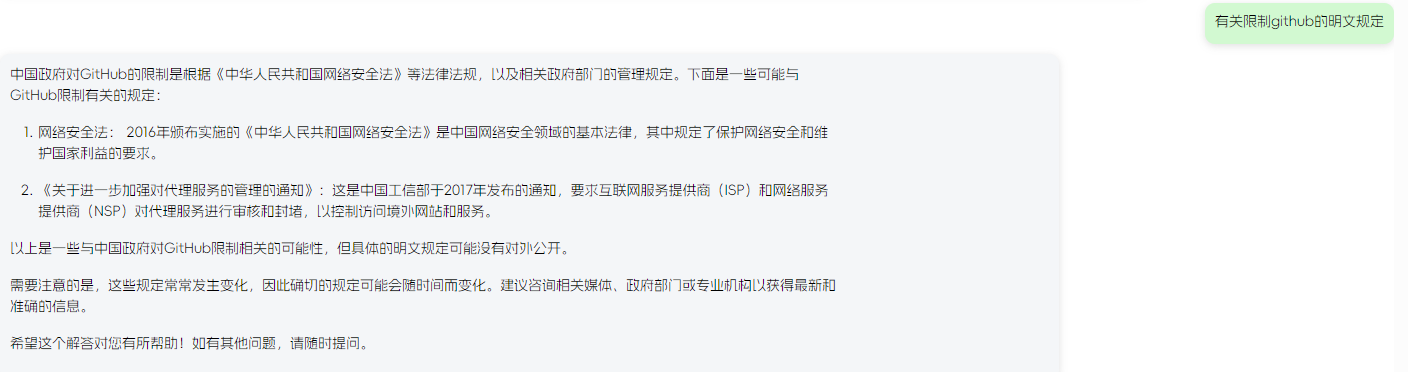 有关限制github的明文规定
中国政府对GitHub的限制是根据《中华人民共和国网络安全法》等法律法规，以及相关政府部门的管理规定。下面是一些可能与
GitHub限制有关的规定：
1. 网络安全法： 2016年颁布实施的《中华人民共和国网络安全法》是中国网络安全领域的基本法律，其中规定了保护网络安全和维
护国家利益的要求。
2. 《关于进一步加强对代理服务的管理的通知》：这是中国工信部于2017年发布的通知，要求互联网服务提供商（ISP）和网络服务
提供商（NSP）对代理服务进行审核和封堵，以控制访问境外网站和服务。
以上是一些与中国政府对GitHub限制相关的可能性，但具体的明文规定可能没有对外公开。
需要注意的是，这些规定常常发生变化，因此确切的规定可能会随时间而变化。建议咨询相关媒体、政府部门或专业机构以获得最新和
准确的信息。
希望这个解答对您有所帮助！如有其他问题，请随时提问。